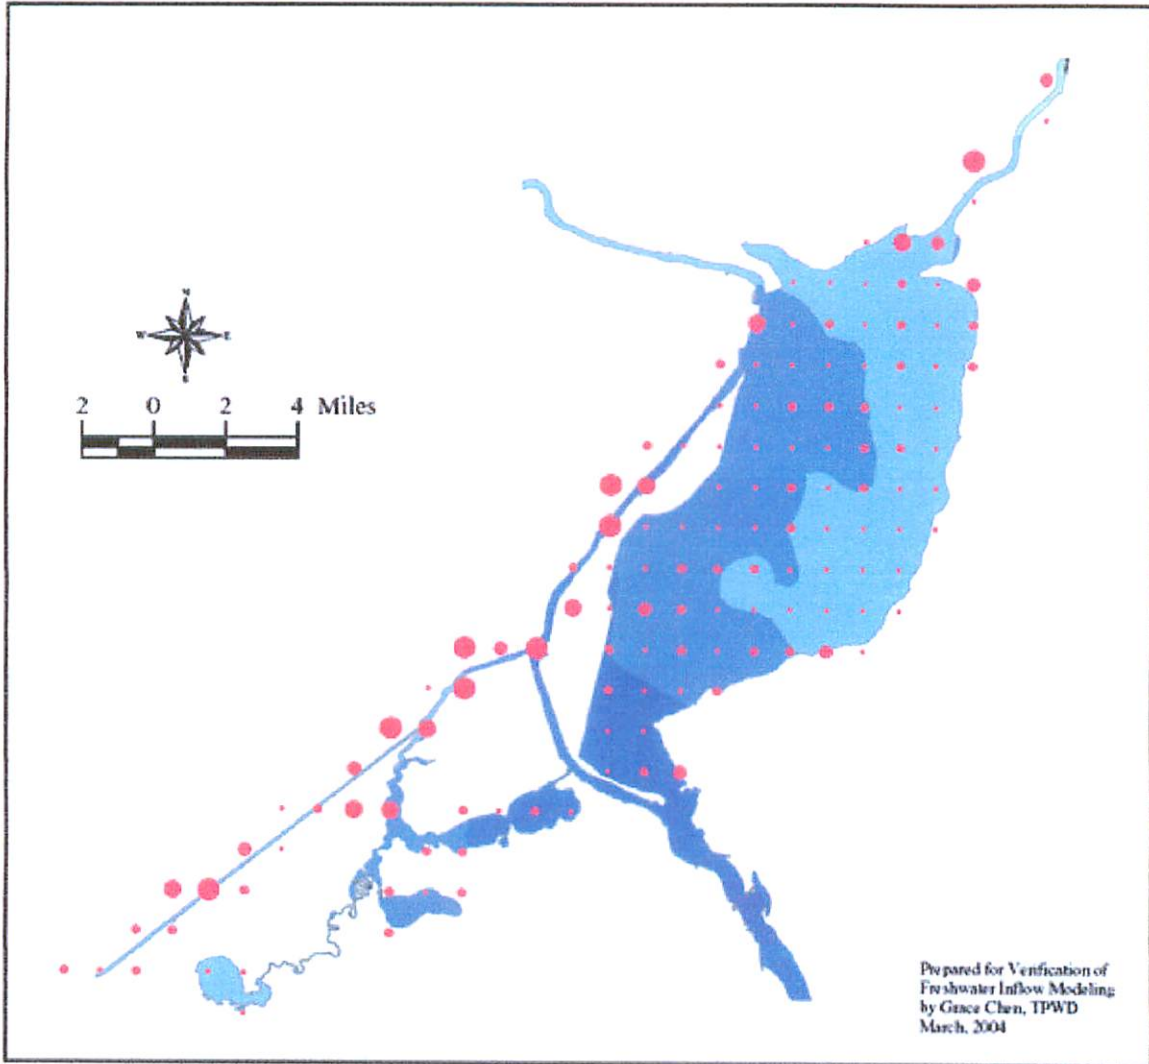 N
W E
S
2 0 2 4 Miles
Prepared for Verification of
Freshwater Inflow Modeling
by Grace Chen, TPWD
March, 2004